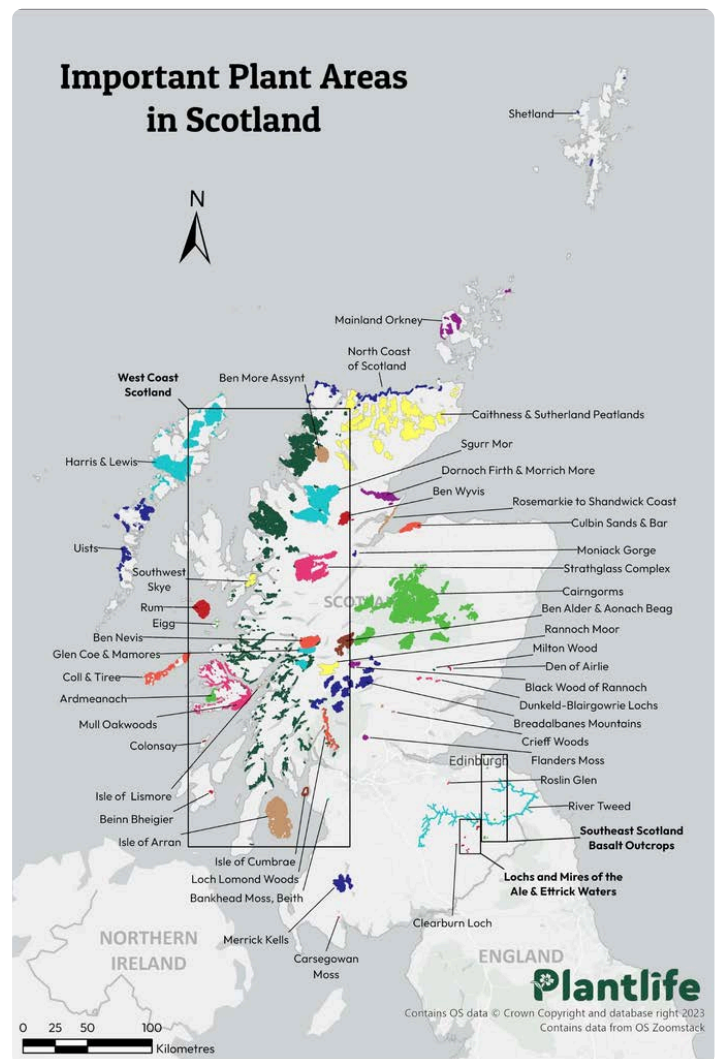 Important Plant Areas
in Scotland
Shetland
N
Mainland Orkney
North Coast
of Scotland
West Coast
Scotland
Ben More Assynt
Caithness & Sutherland Peatlands
Sgurr Mor
Harris & Lewis
Dornoch Firth & Morrich More
Ben Wyvis
Rosemarkie to Shandwick Coast
Culbin Sands & Bar
Uists
Moniack Gorge
Southwest
Skye
Strathglass Complex
SCOTLAND
Cairngorms
Rum
Ben Alder & Aonach Beag
Eigg
Rannoch Moor
Ben Nevis
Milton Wood
Glen Coe & Mamores
Den of Airlie
Coll & Tiree
Black Wood of Rannoch
Ardmeanach
Dunkeld-Blairgowrie Lochs
Mull Oakwoods
Breadalbanes Mountains
Colonsay
Crieff Woods
Flanders Moss
Edinburgh
Roslin Glen
Isle of Lismore
River Tweed
Beinn Bheigier
Southeast Scotland
Basalt Outcrops
Isle of Arran
Isle of Cumbrae
Loch Lomond Woods
Lochs and Mires of the
Ale & Ettrick Waters
Bankhead Moss, Beith
Clearburn Loch
Merrick Kells
Carsegowan
Moss
NORTHERN
IRELAND
ENGLAND
Plantlife
Contains OS data © Crown Copyright and database right 2023
Contains data from OS Zoomstack
0 25 50 100
Kilometres